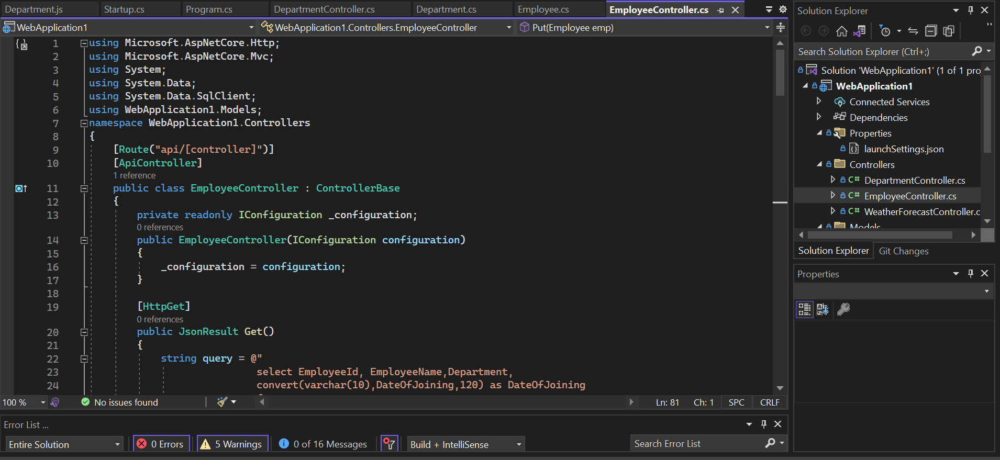 Department.js Startup.cs Program.cs DepartmentController.cs Department.cs Employee.cs EmployeeController.cs
WebApplication1 WebApplication1.Controllers.EmployeeController Put(Employee emp)
1 using Microsoft.AspNetCore.Http;
2 using Microsoft.AspNetCore.Mvc;
3 using System;
4 using System.Data;
5 using System.Data.SqlClient;
6 using WebApplication1.Models;
7 namespace WebApplication1.Controllers
8 {
9 [Route("api/[controller]")]
10 [ApiController]
1 reference
11 public class EmployeeController : ControllerBase
12 {
13 private readonly IConfiguration _configuration;
0 references
14 public EmployeeController(IConfiguration configuration)
15 {
16 _configuration = configuration;
17 }
18
19 [HttpGet]
0 references
20 public JsonResult Get()
21 {
22 string query = @"
23 select EmployeeId, EmployeeName,Department,
24 convert(varchar(10),DateOfJoining,120) as DateOfJoining
100 % No issues found Ln: 81 Ch: 1 SPC CRLF
Error List ...
Entire Solution 0 Errors 5 Warnings 0 of 16 Messages Build + IntelliSense Search Error List
Solution Explorer
Search Solution Explorer (Ctrl+;)
Solution 'WebApplication1' (1 of 1 pro
WebApplication1
Connected Services
Dependencies
Properties
launchSettings.json
Controllers
C# DepartmentController.cs
C# EmployeeController.cs
C# WeatherForecastController.c
Models
Solution Explorer Git Changes
Properties